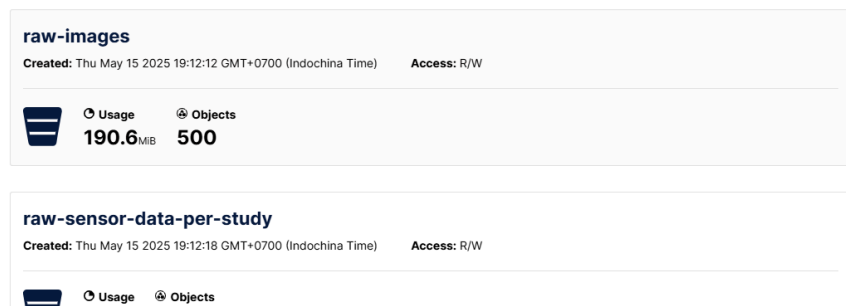 raw-images
Created: Thu May 15 2025 19:12:12 GMT+0700 (Indochina Time) Access: R/W
Usage Objects
190.6MiB 500
raw-sensor-data-per-study
Created: Thu May 15 2025 19:12:18 GMT+0700 (Indochina Time) Access: R/W
Usage Objects